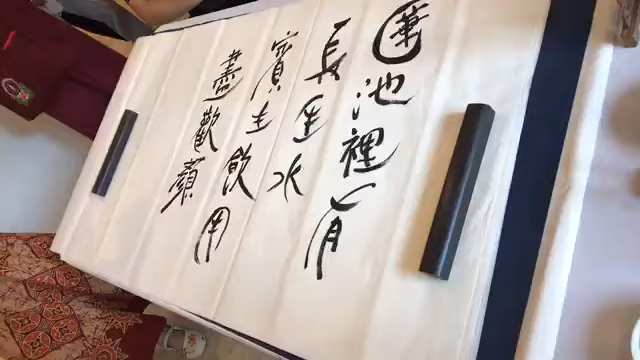 蓮池裡有
長生水
賓主飲用
盡歡顏